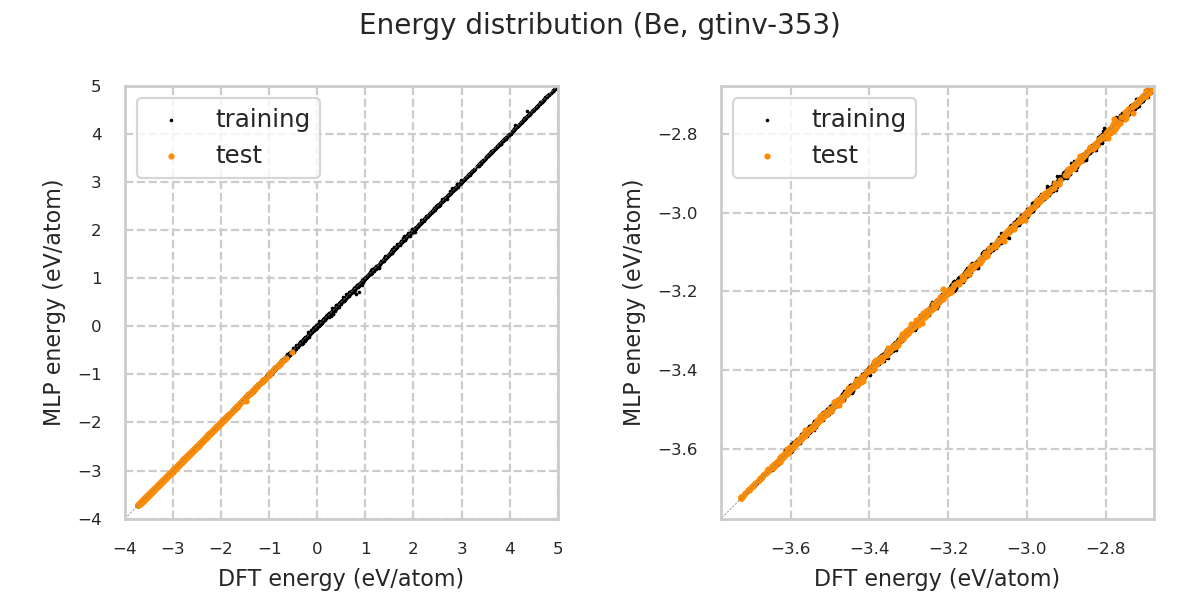 Energy distribution (Be, gtinv-353)
training
test
5
4
3
2
1
0
−1
−2
−3
−4
−4 −3 −2 −1 0 1 2 3 4 5
MLP energy (eV/atom)
DFT energy (eV/atom)
training
test
−2.8
−3.0
−3.2
−3.4
−3.6
−3.6 −3.4 −3.2 −3.0 −2.8
MLP energy (eV/atom)
DFT energy (eV/atom)